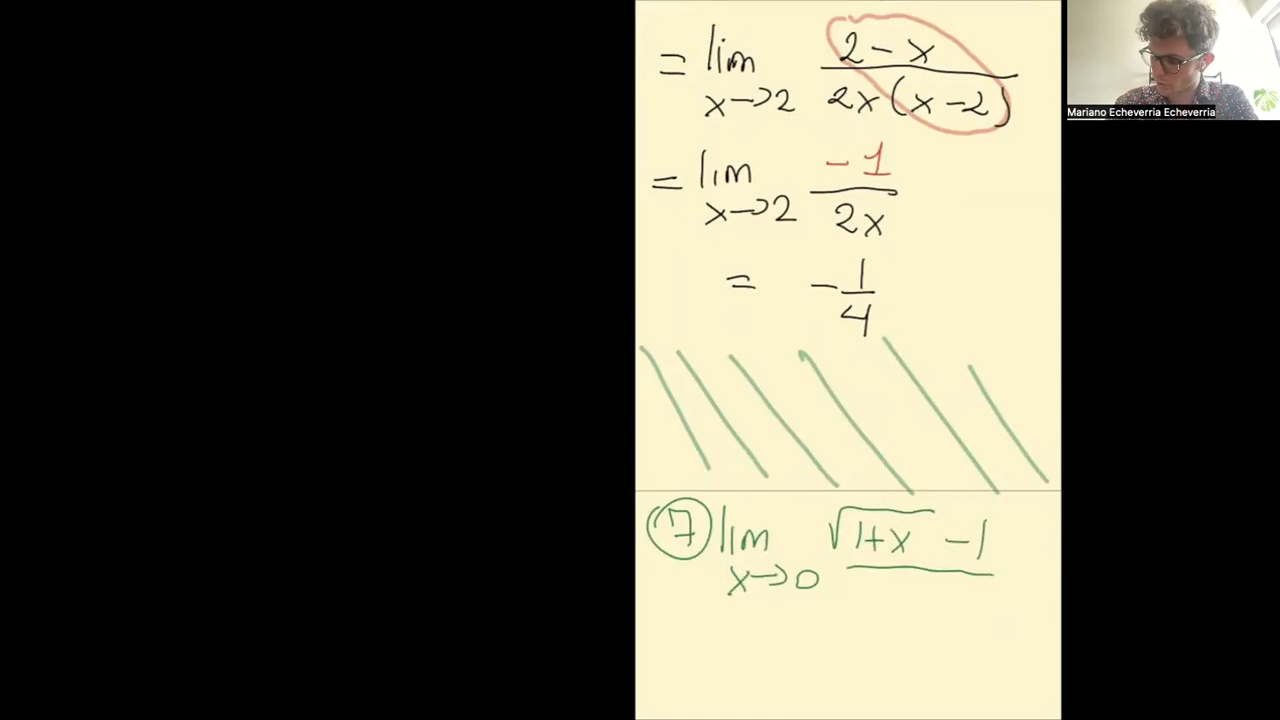 = lim x→2 2 - x / 2x(x - 2)
= lim x→2 -1 / 2x
= - 1/4
(7) lim x→0 √1+x - 1
Mariano Echeverria Echeverria